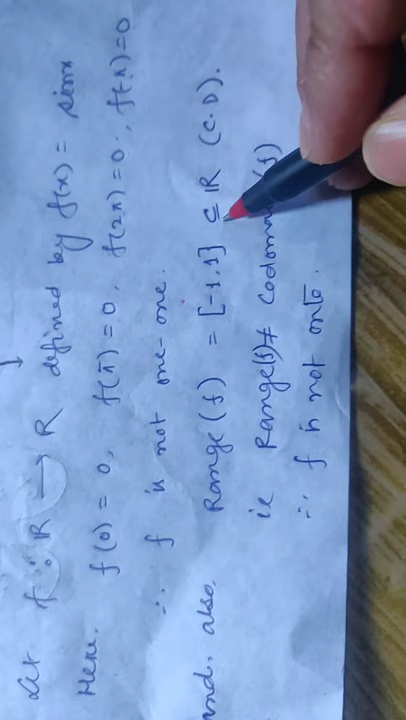 Let f : R → R defined by f(x) = sinx
Here. f(0) = 0, f(π) = 0, f(2π) = 0, f(-π) = 0
∴ f is not one-one.
and. also. Range (f) = [-1, 1] ⊆ R (C.D).
ie Range(f) ≠ Codomain (f)
∴ f is not onto.